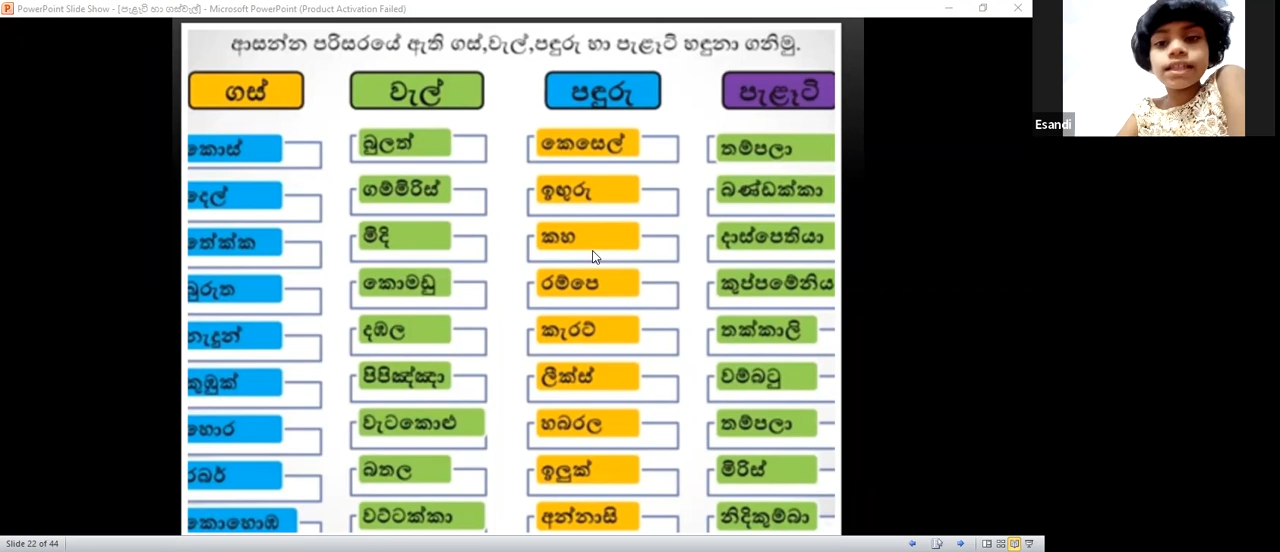 PowerPoint Slide Show - [පැළෑටි හා ගස්වැල්] - Microsoft PowerPoint (Product Activation Failed)
ආසන්න පරිසරයේ ඇති ගස්,වැල්,පඳුරු හා පැළෑටි හඳුනා ගනිමු.
ගස් වැල් පඳුරු පැළෑටි
කොස් බුලත් කෙසෙල් තම්පලා
දෙල් ගම්මිරිස් ඉඟුරු බණ්ඩක්කා
තේක්ක මිදි කහ දාස්පෙතියා
බුරුත කොමඩු රම්පෙ කුප්පමේනිය
නැදුන් දඹල කැරට් තක්කාලි
කුඹුක් පිපිඤ්ඤා ලීක්ස් වම්බටු
හොර වැටකොළු හබරල තම්පලා
රබර් බතල ඉලුක් මිරිස්
කොහොඹ වට්ටක්කා අන්නාසි නිදිකුම්බා
Esandi
Slide 22 of 44